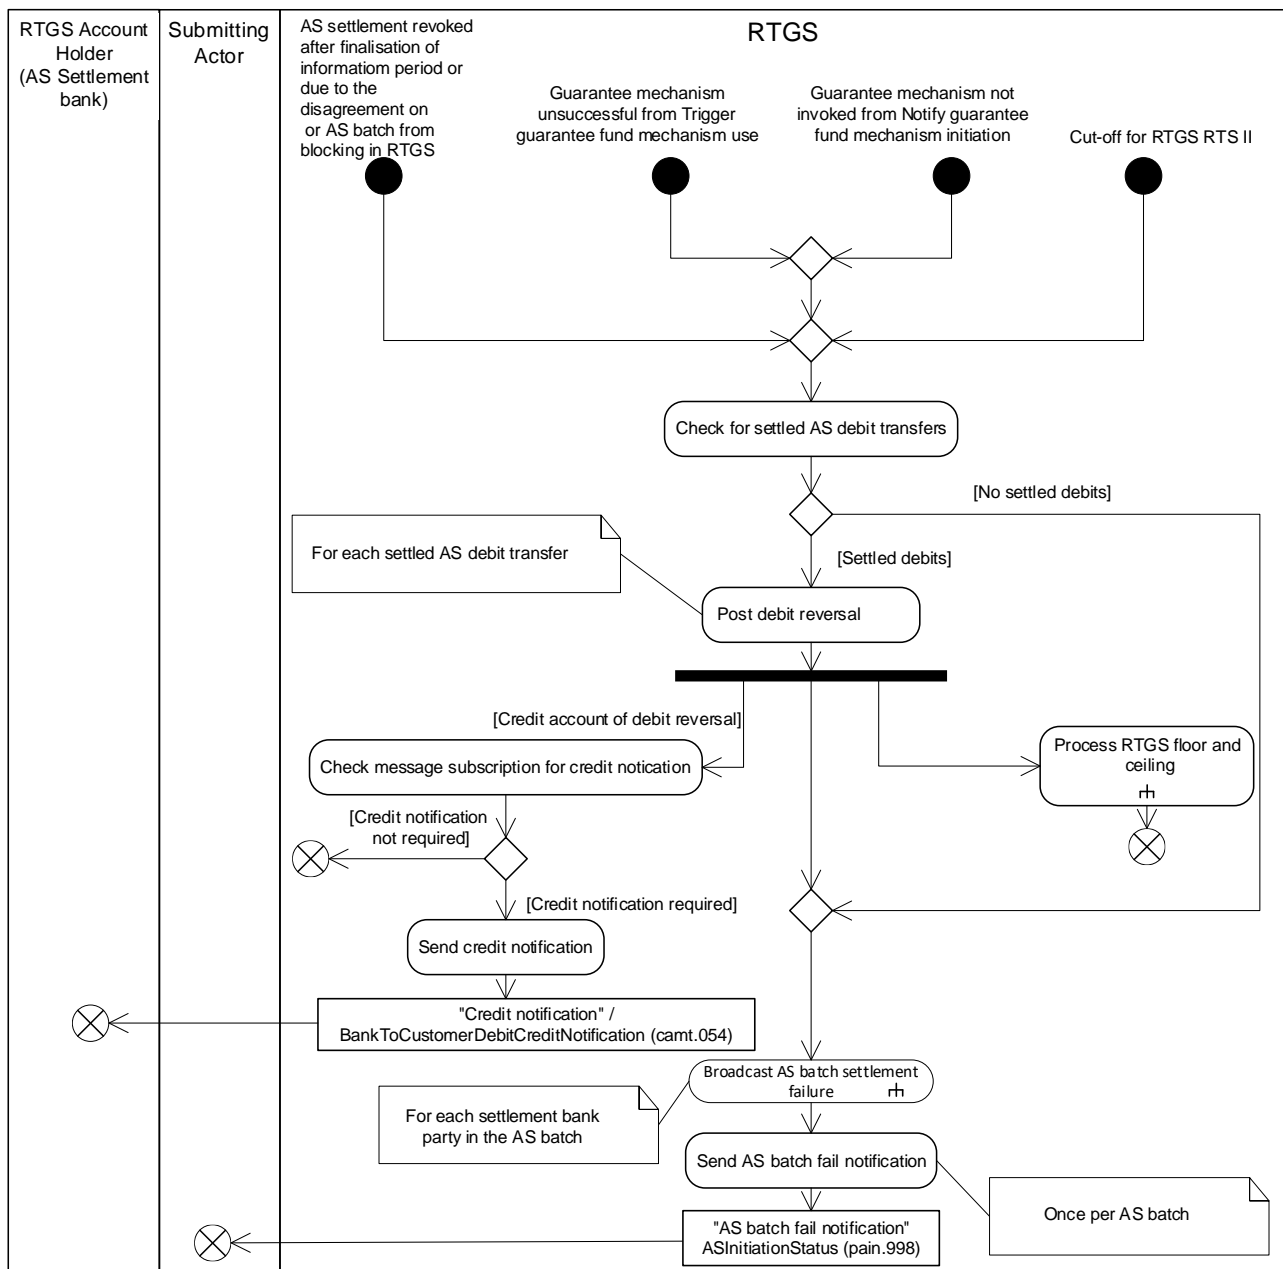 RTGS Account
Holder
(AS Settlement
bank)
Submitting
Actor
RTGS
AS settlement revoked
after finalisation of
informatiom period or
due to the
disagreement on
or AS batch from
blocking in RTGS
Guarantee mechanism
unsuccessful from Trigger
guarantee fund mechanism use
Guarantee mechanism not
invoked from Notify guarantee
fund mechanism initiation
Cut-off for RTGS RTS II
Check for settled AS debit transfers
[No settled debits]
For each settled AS debit transfer
[Settled debits]
Post debit reversal
[Credit account of debit reversal]
Check message subscription for credit notication
Process RTGS floor and
ceiling
[Credit notification
not required]
[Credit notification required]
Send credit notification
"Credit notification" /
BankToCustomerDebitCreditNotification (camt.054)
Broadcast AS batch settlement
failure
For each settlement bank
party in the AS batch
Send AS batch fail notification
Once per AS batch
"AS batch fail notification"
ASInitiationStatus (pain.998)